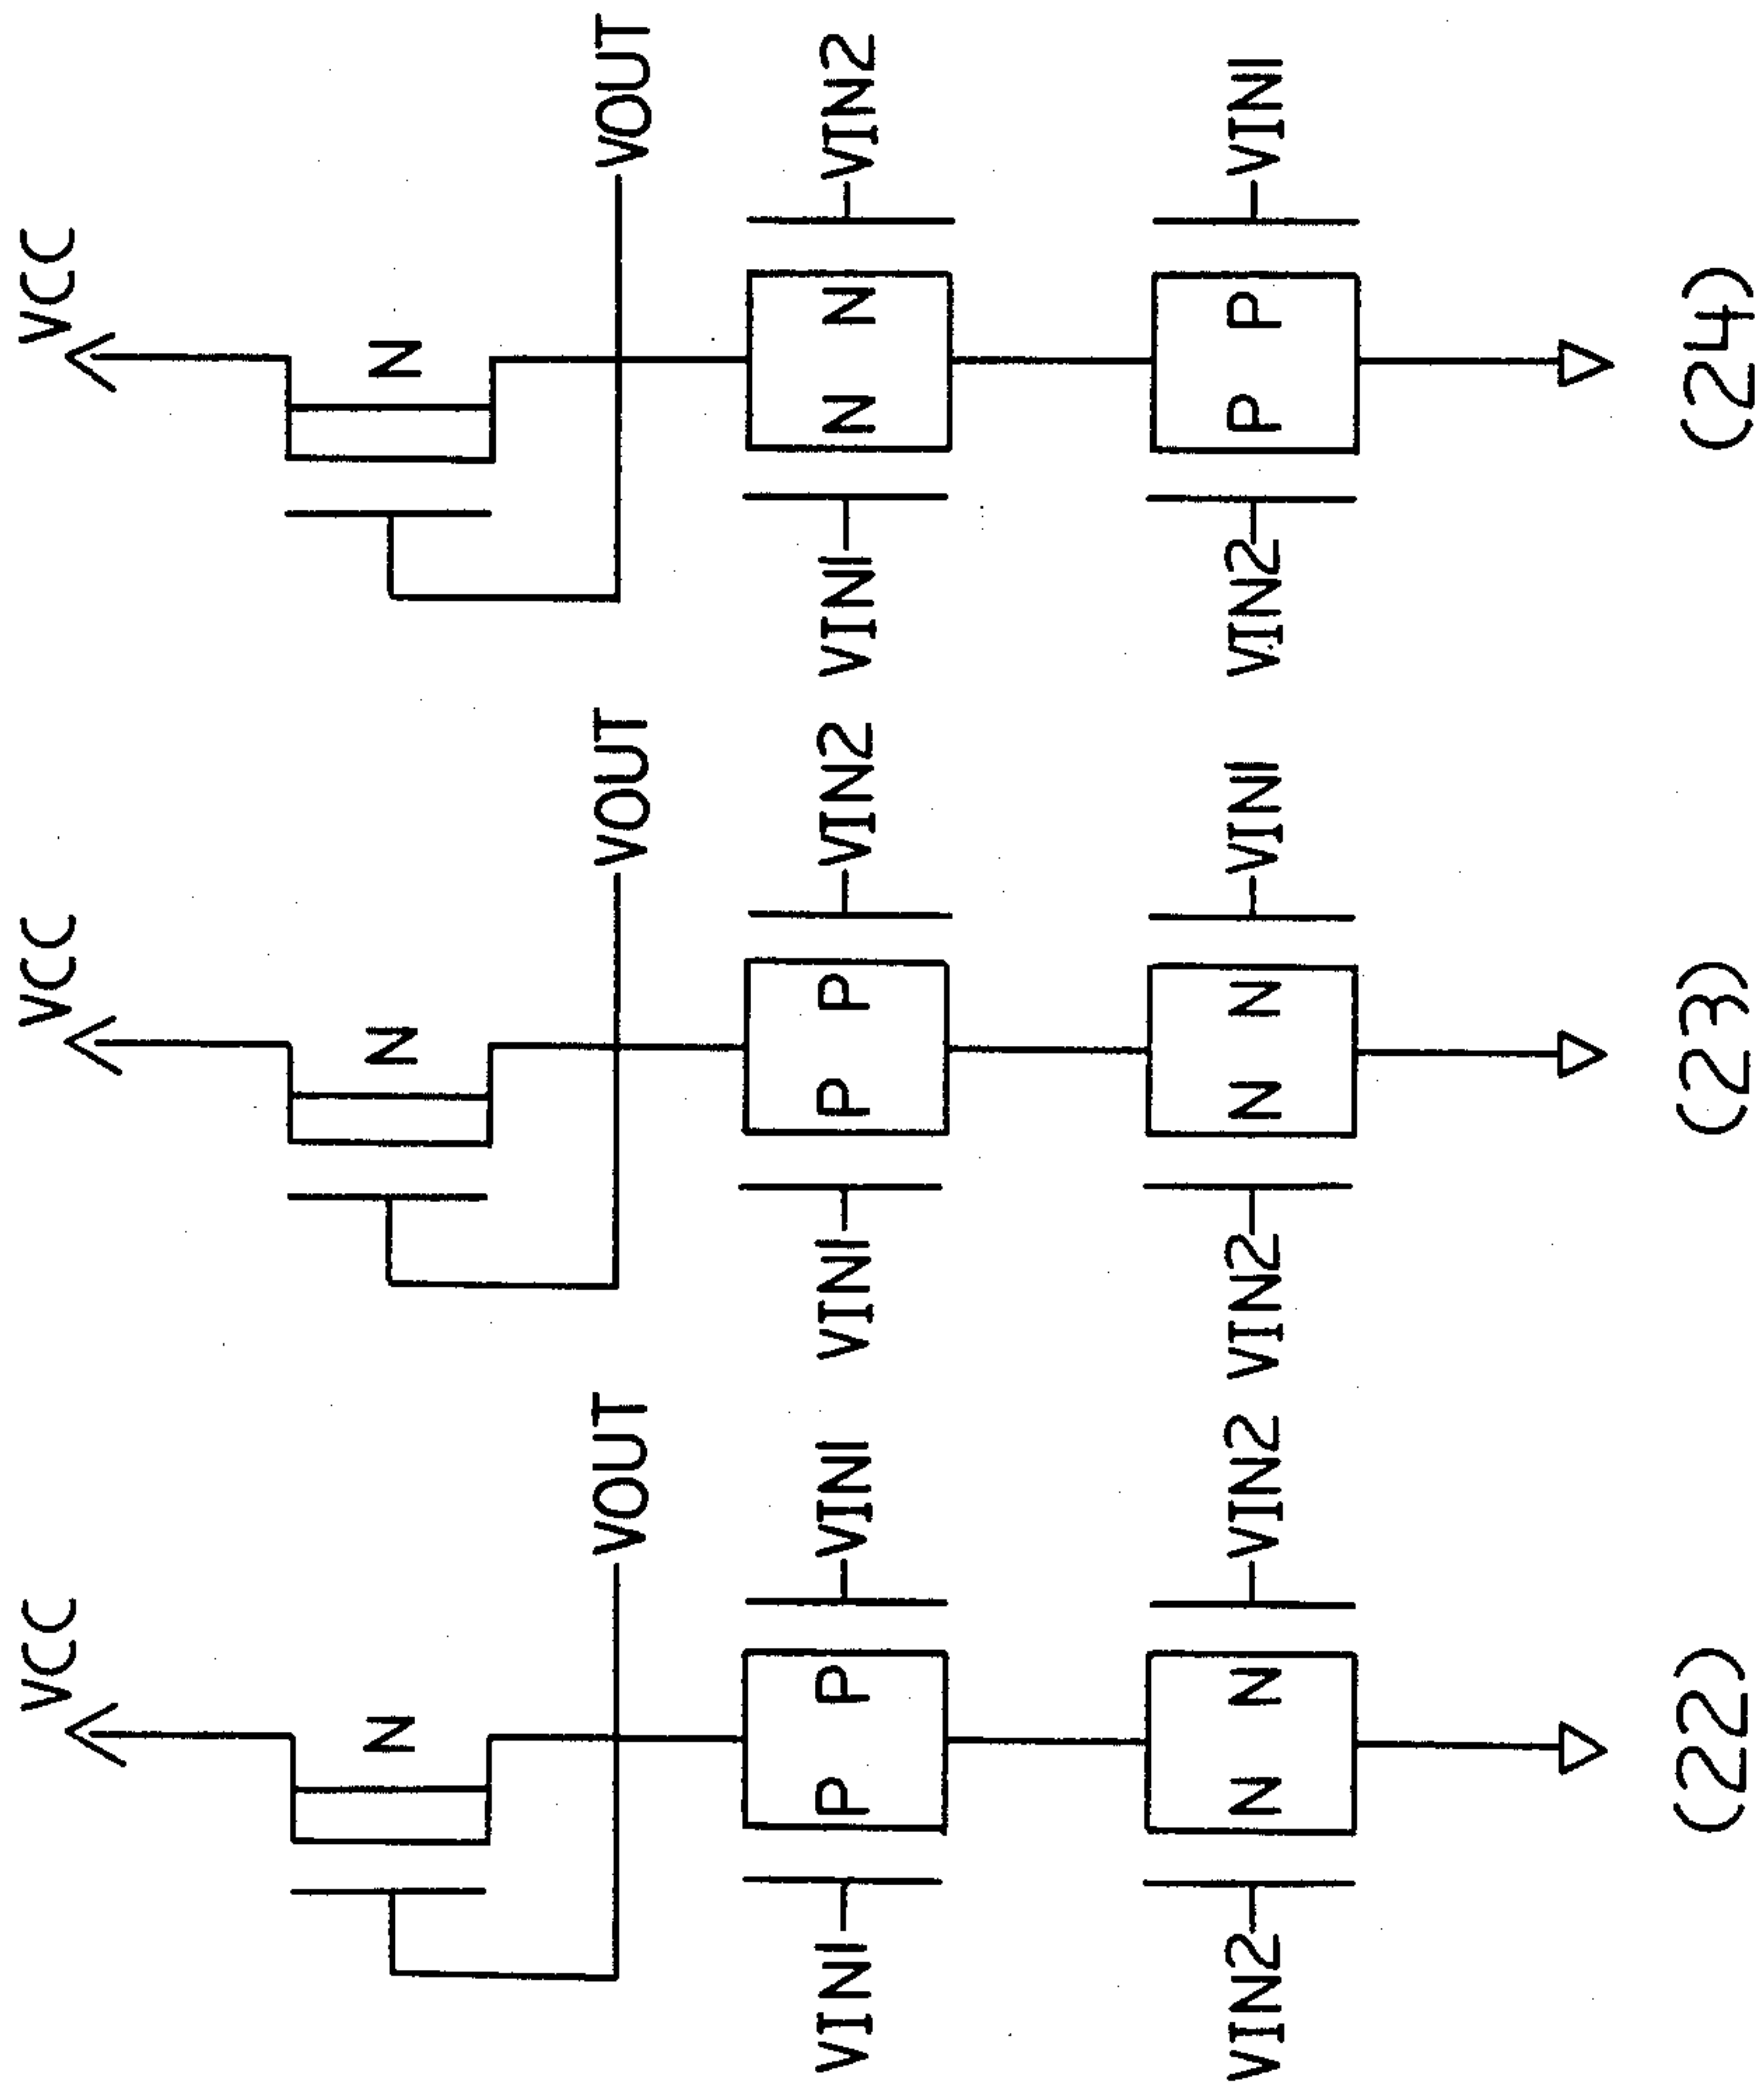 VCC
N
VOUT
VIN1 P P VIN1
VIN2 N N VIN2
(22)
VCC
N
VOUT
VIN1 P P VIN2
VIN2 N N VIN1
(23)
VCC
N
VOUT
VIN1 N N VIN2
VIN2 P P VIN1
(24)